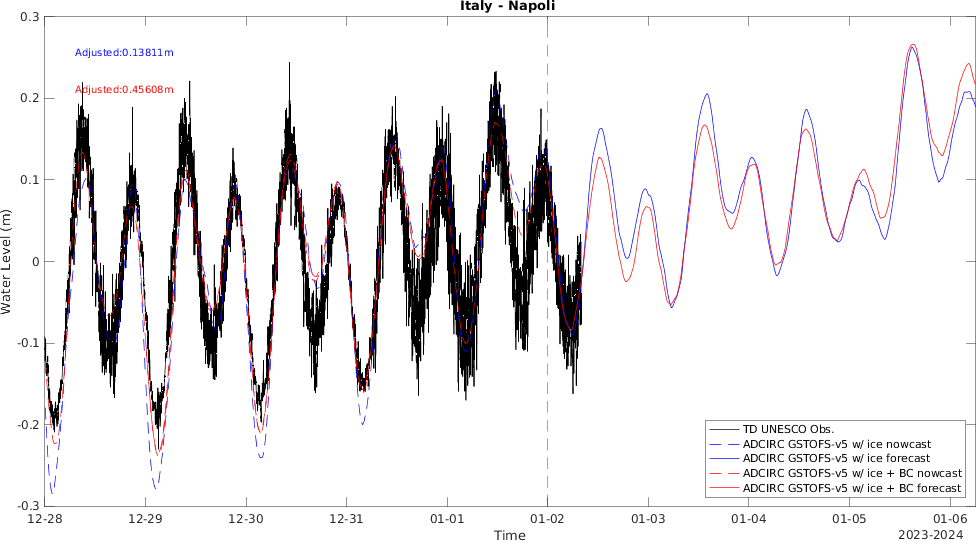 Italy - Napoli
Adjusted:0.13811m
Adjusted:0.45608m
0.3
0.2
0.1
0
-0.1
-0.2
-0.3
Water Level (m)
TD UNESCO Obs.
ADCIRC GSTOFS-v5 w/ ice nowcast
ADCIRC GSTOFS-v5 w/ ice forecast
ADCIRC GSTOFS-v5 w/ ice + BC nowcast
ADCIRC GSTOFS-v5 w/ ice + BC forecast
12-28 12-29 12-30 12-31 01-01 01-02 01-03 01-04 01-05 01-06
Time
2023-2024